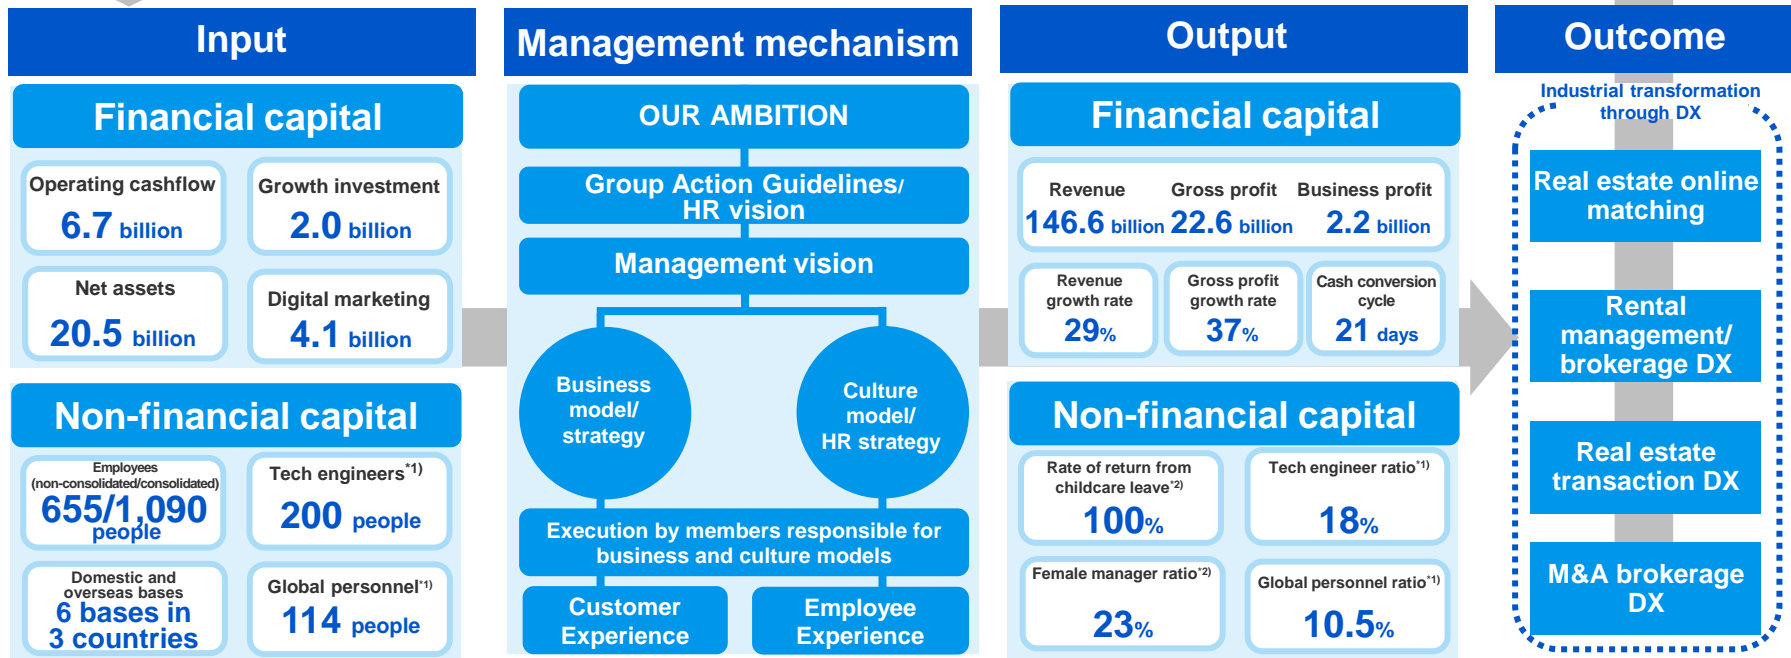 Input
Financial capital
Operating cashflow
6.7 billion
Growth investment
2.0 billion
Net assets
20.5 billion
Digital marketing
4.1 billion
Non-financial capital
Employees
(non-consolidated/consolidated)
655/1,090
people
Tech engineers*1)
200 people
Domestic and
overseas bases
6 bases in
3 countries
Global personnel*1)
114 people
Management mechanism
OUR AMBITION
Group Action Guidelines/
HR vision
Management vision
Business
model/
strategy
Culture
model/
HR strategy
Execution by members responsible for
business and culture models
Customer
Experience
Employee
Experience
Output
Financial capital
Revenue
146.6 billion
Gross profit
22.6 billion
Business profit
2.2 billion
Revenue
growth rate
29%
Gross profit
growth rate
37%
Cash conversion
cycle
21 days
Non-financial capital
Rate of return from
childcare leave*2)
100%
Tech engineer ratio*1)
18%
Female manager ratio*2)
23%
Global personnel ratio*1)
10.5%
Outcome
Industrial transformation
through DX
Real estate online
matching
Rental
management/
brokerage DX
Real estate
transaction DX
M&A brokerage
DX